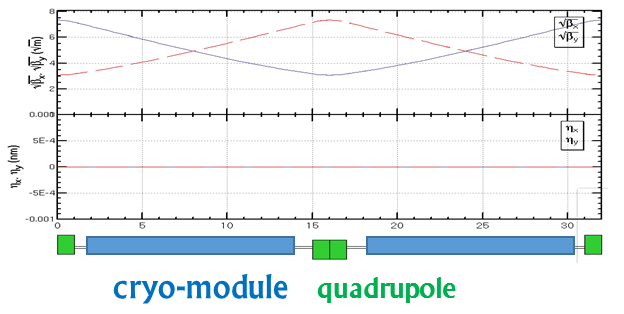 8
√βx
√βy
6
4
2
√βx, √βy (√m)
0.001
5E-4
0
-5E-4
-0.001
ηx, ηy (nm)
ηx
ηy
0 5 10 15 20 25 30
cryo-module quadrupole